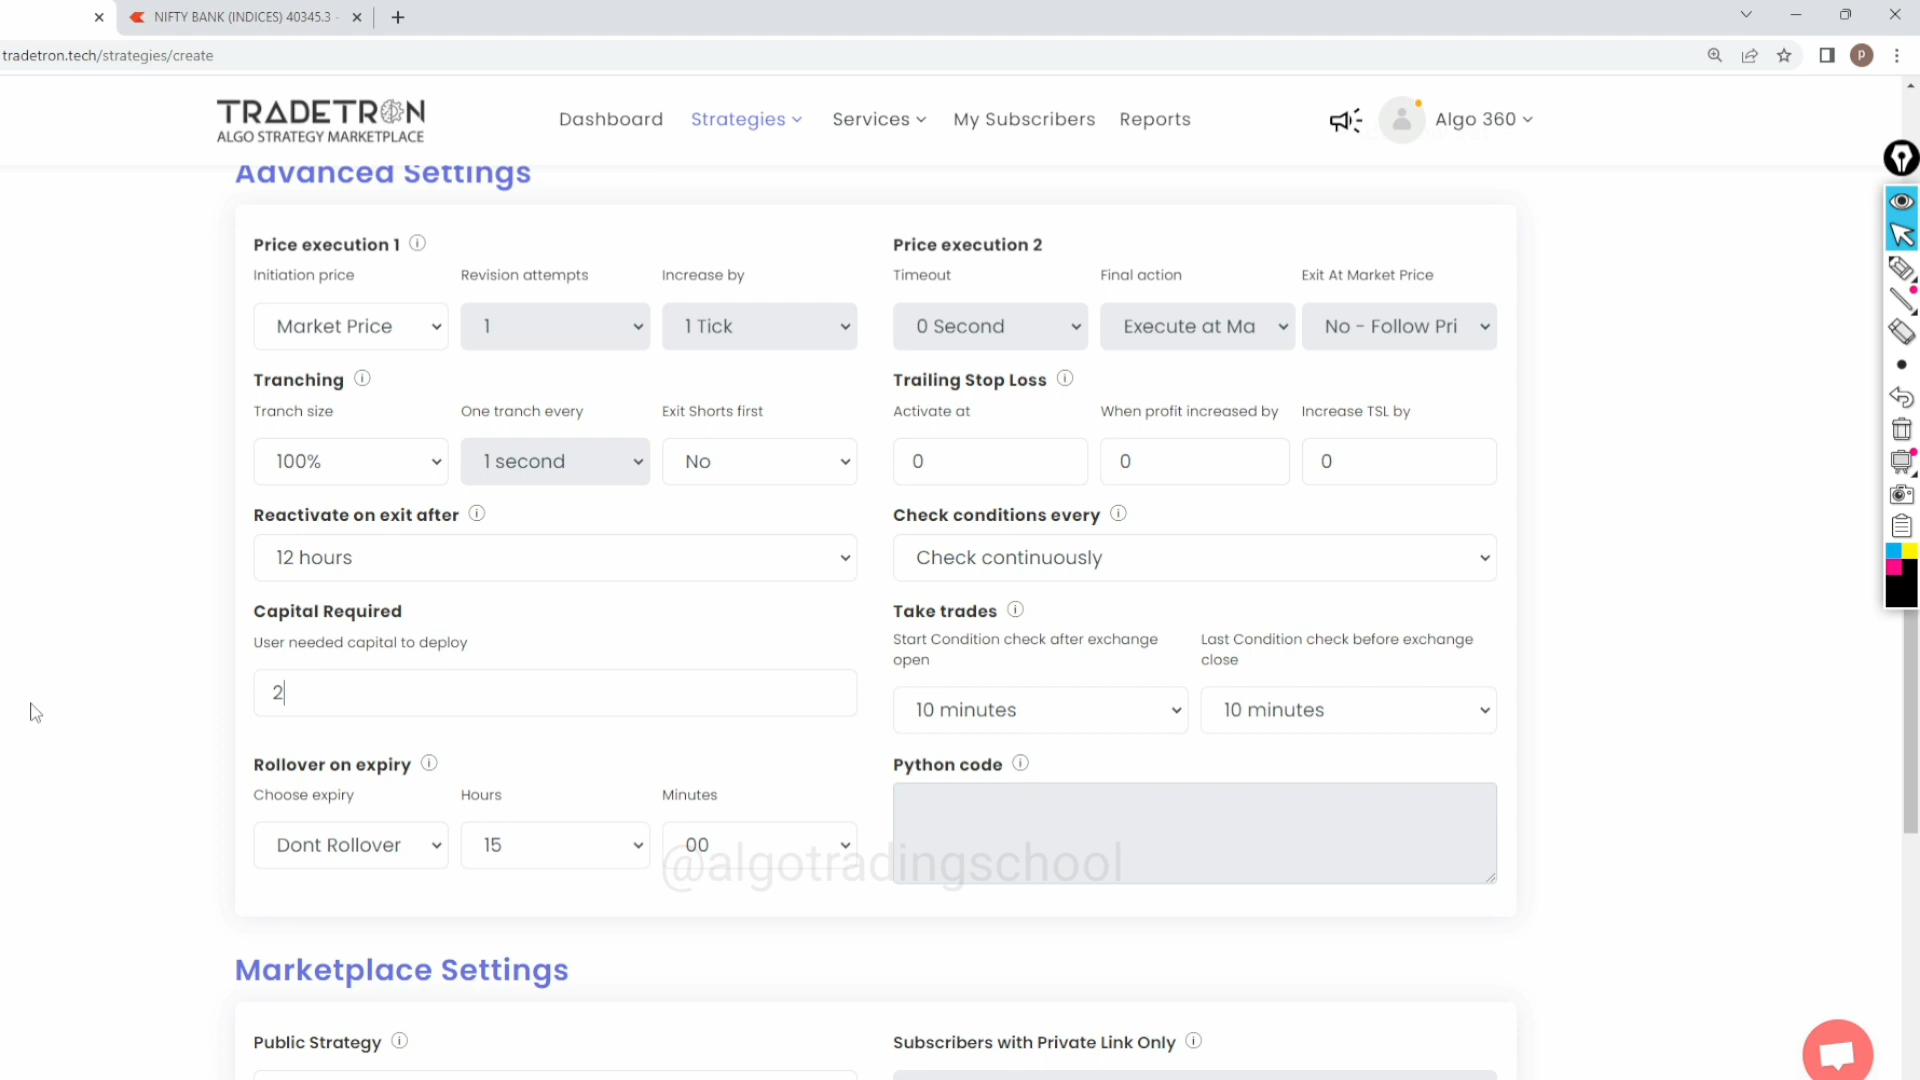 NIFTY BANK (INDICES) 40345.3 -
tradetron.tech/strategies/create
P
TRADETRON
ALGO STRATEGY MARKETPLACE
Dashboard
Strategies
Services
My Subscribers
Reports
Algo 360
Advanced Settings
Price execution 1
Initiation price
Revision attempts
Increase by
Market Price
1
1 Tick
Price execution 2
Timeout
Final action
Exit At Market Price
0 Second
Execute at Ma
No - Follow Pri
Tranching
Tranch size
One tranch every
Exit Shorts first
100%
1 second
No
Trailing Stop Loss
Activate at
When profit increased by
Increase TSL by
0
0
0
Reactivate on exit after
12 hours
Check conditions every
Check continuously
Capital Required
User needed capital to deploy
2
Take trades
Start Condition check after exchange
open
Last Condition check before exchange
close
10 minutes
10 minutes
Rollover on expiry
Choose expiry
Hours
Minutes
Dont Rollover
15
00
Python code
@algotradingschool
Marketplace Settings
Public Strategy
Subscribers with Private Link Only